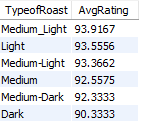 TypeofRoast AvgRating
Medium_Light 93.9167
Light 93.5556
Medium-Light 93.3662
Medium 92.5575
Medium-Dark 92.3333
Dark 90.3333